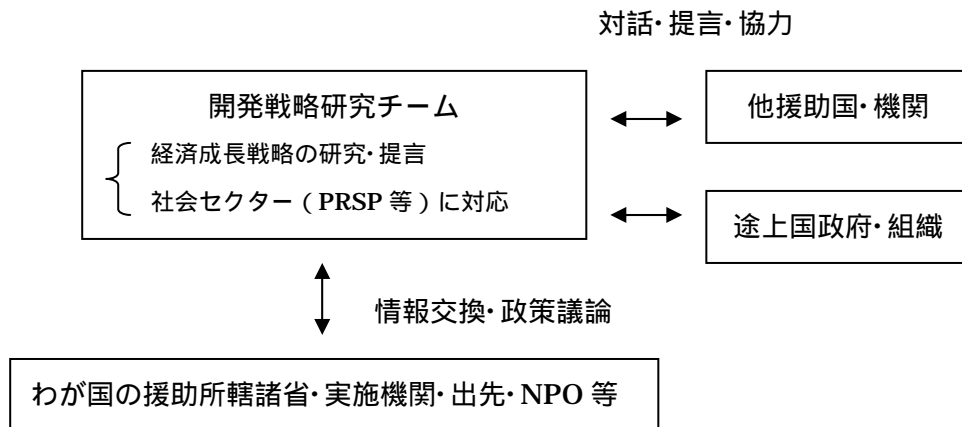 対話・提言・協力
開発戦略研究チーム
経済成長戦略の研究・提言
社会セクター（PRSP 等）に対応
他援助国・機関
途上国政府・組織
情報交換・政策議論
わが国の援助所轄諸省・実施機関・出先・NPO 等